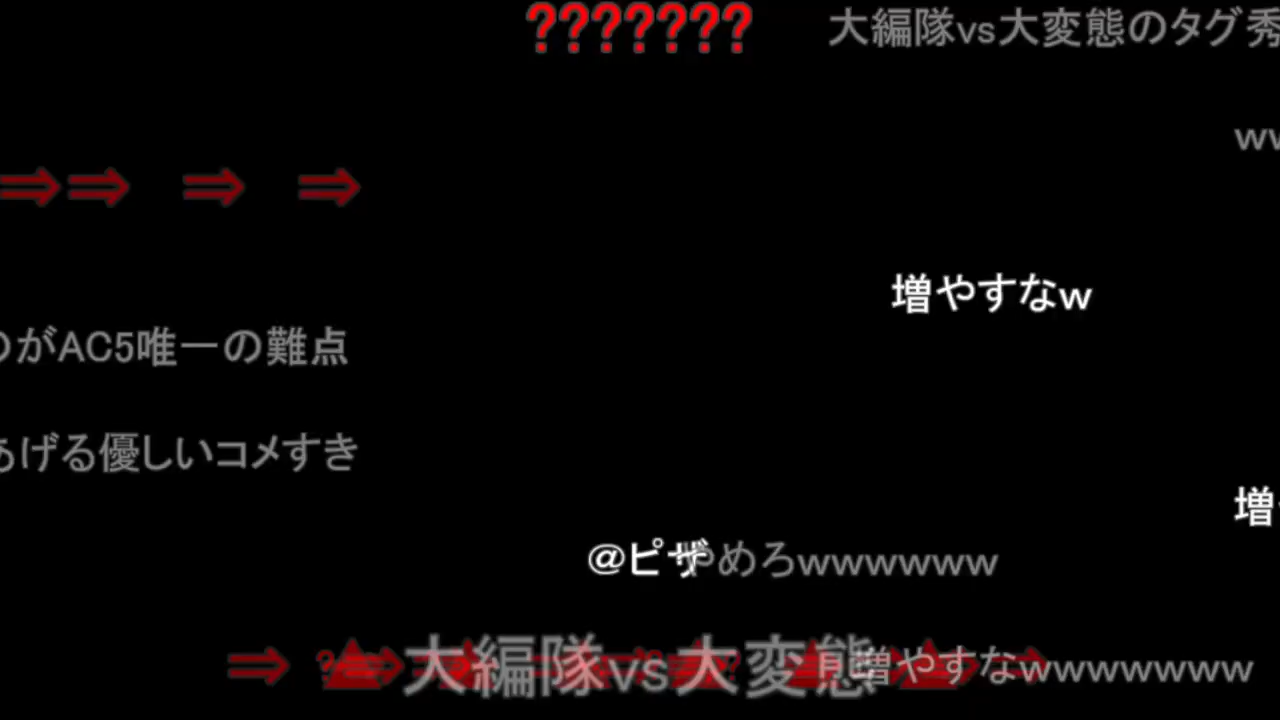 ???????
大編隊vs大変態のタグ秀
ww
⇒⇒ ⇒ ⇒
増やすなw
のがAC5唯一の難点
あげる優しいコメすき
増
@ピザ
やめろwwwwww
大編隊vs大変態
増やすなwwwwwww